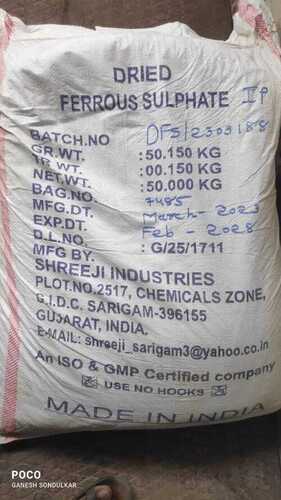 DRIED
FERROUS SULPHATE IP
BATCH.NO DFS/2303188
GR.WT. :50.150 KG
TR.WT. :00.150 KG
NET.WT. :50.000 KG
BAG.NO. 7485
MFG.DT. March-2023
EXP.DT. Feb-2028
D.L.NO. : G/25/1711
MFG BY.
SHREEJI INDUSTRIES
PLOT.NO.2517, CHEMICALS ZONE,
G.I.D.C. SARIGAM-396155
GUJARAT, INDIA.
E-MAIL: shreeji_sarigam3@yahoo.co.in
An ISO & GMP Certified company
USE NO HOOKS
MADE IN INDIA
POCO
GANESH SONDULKAR